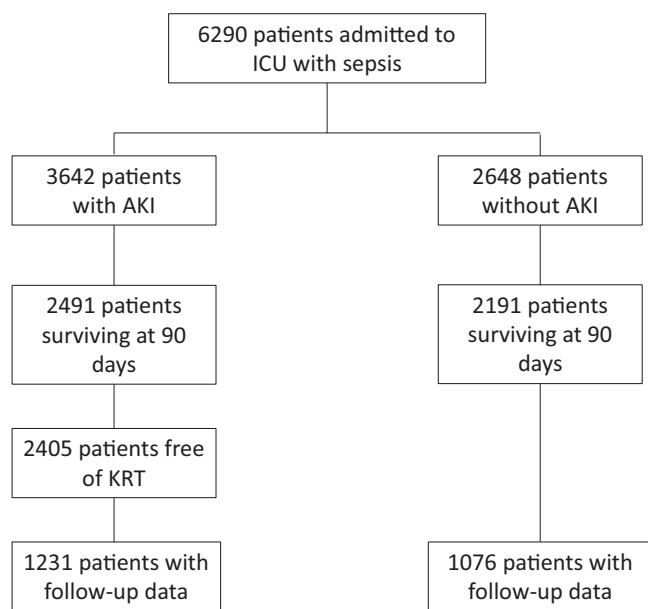 6290 patients admitted to
ICU with sepsis
3642 patients
with AKI
2648 patients
without AKI
2491 patients
surviving at 90
days
2191 patients
surviving at 90
days
2405 patients free
of KRT
1231 patients with
follow-up data
1076 patients with
follow-up data